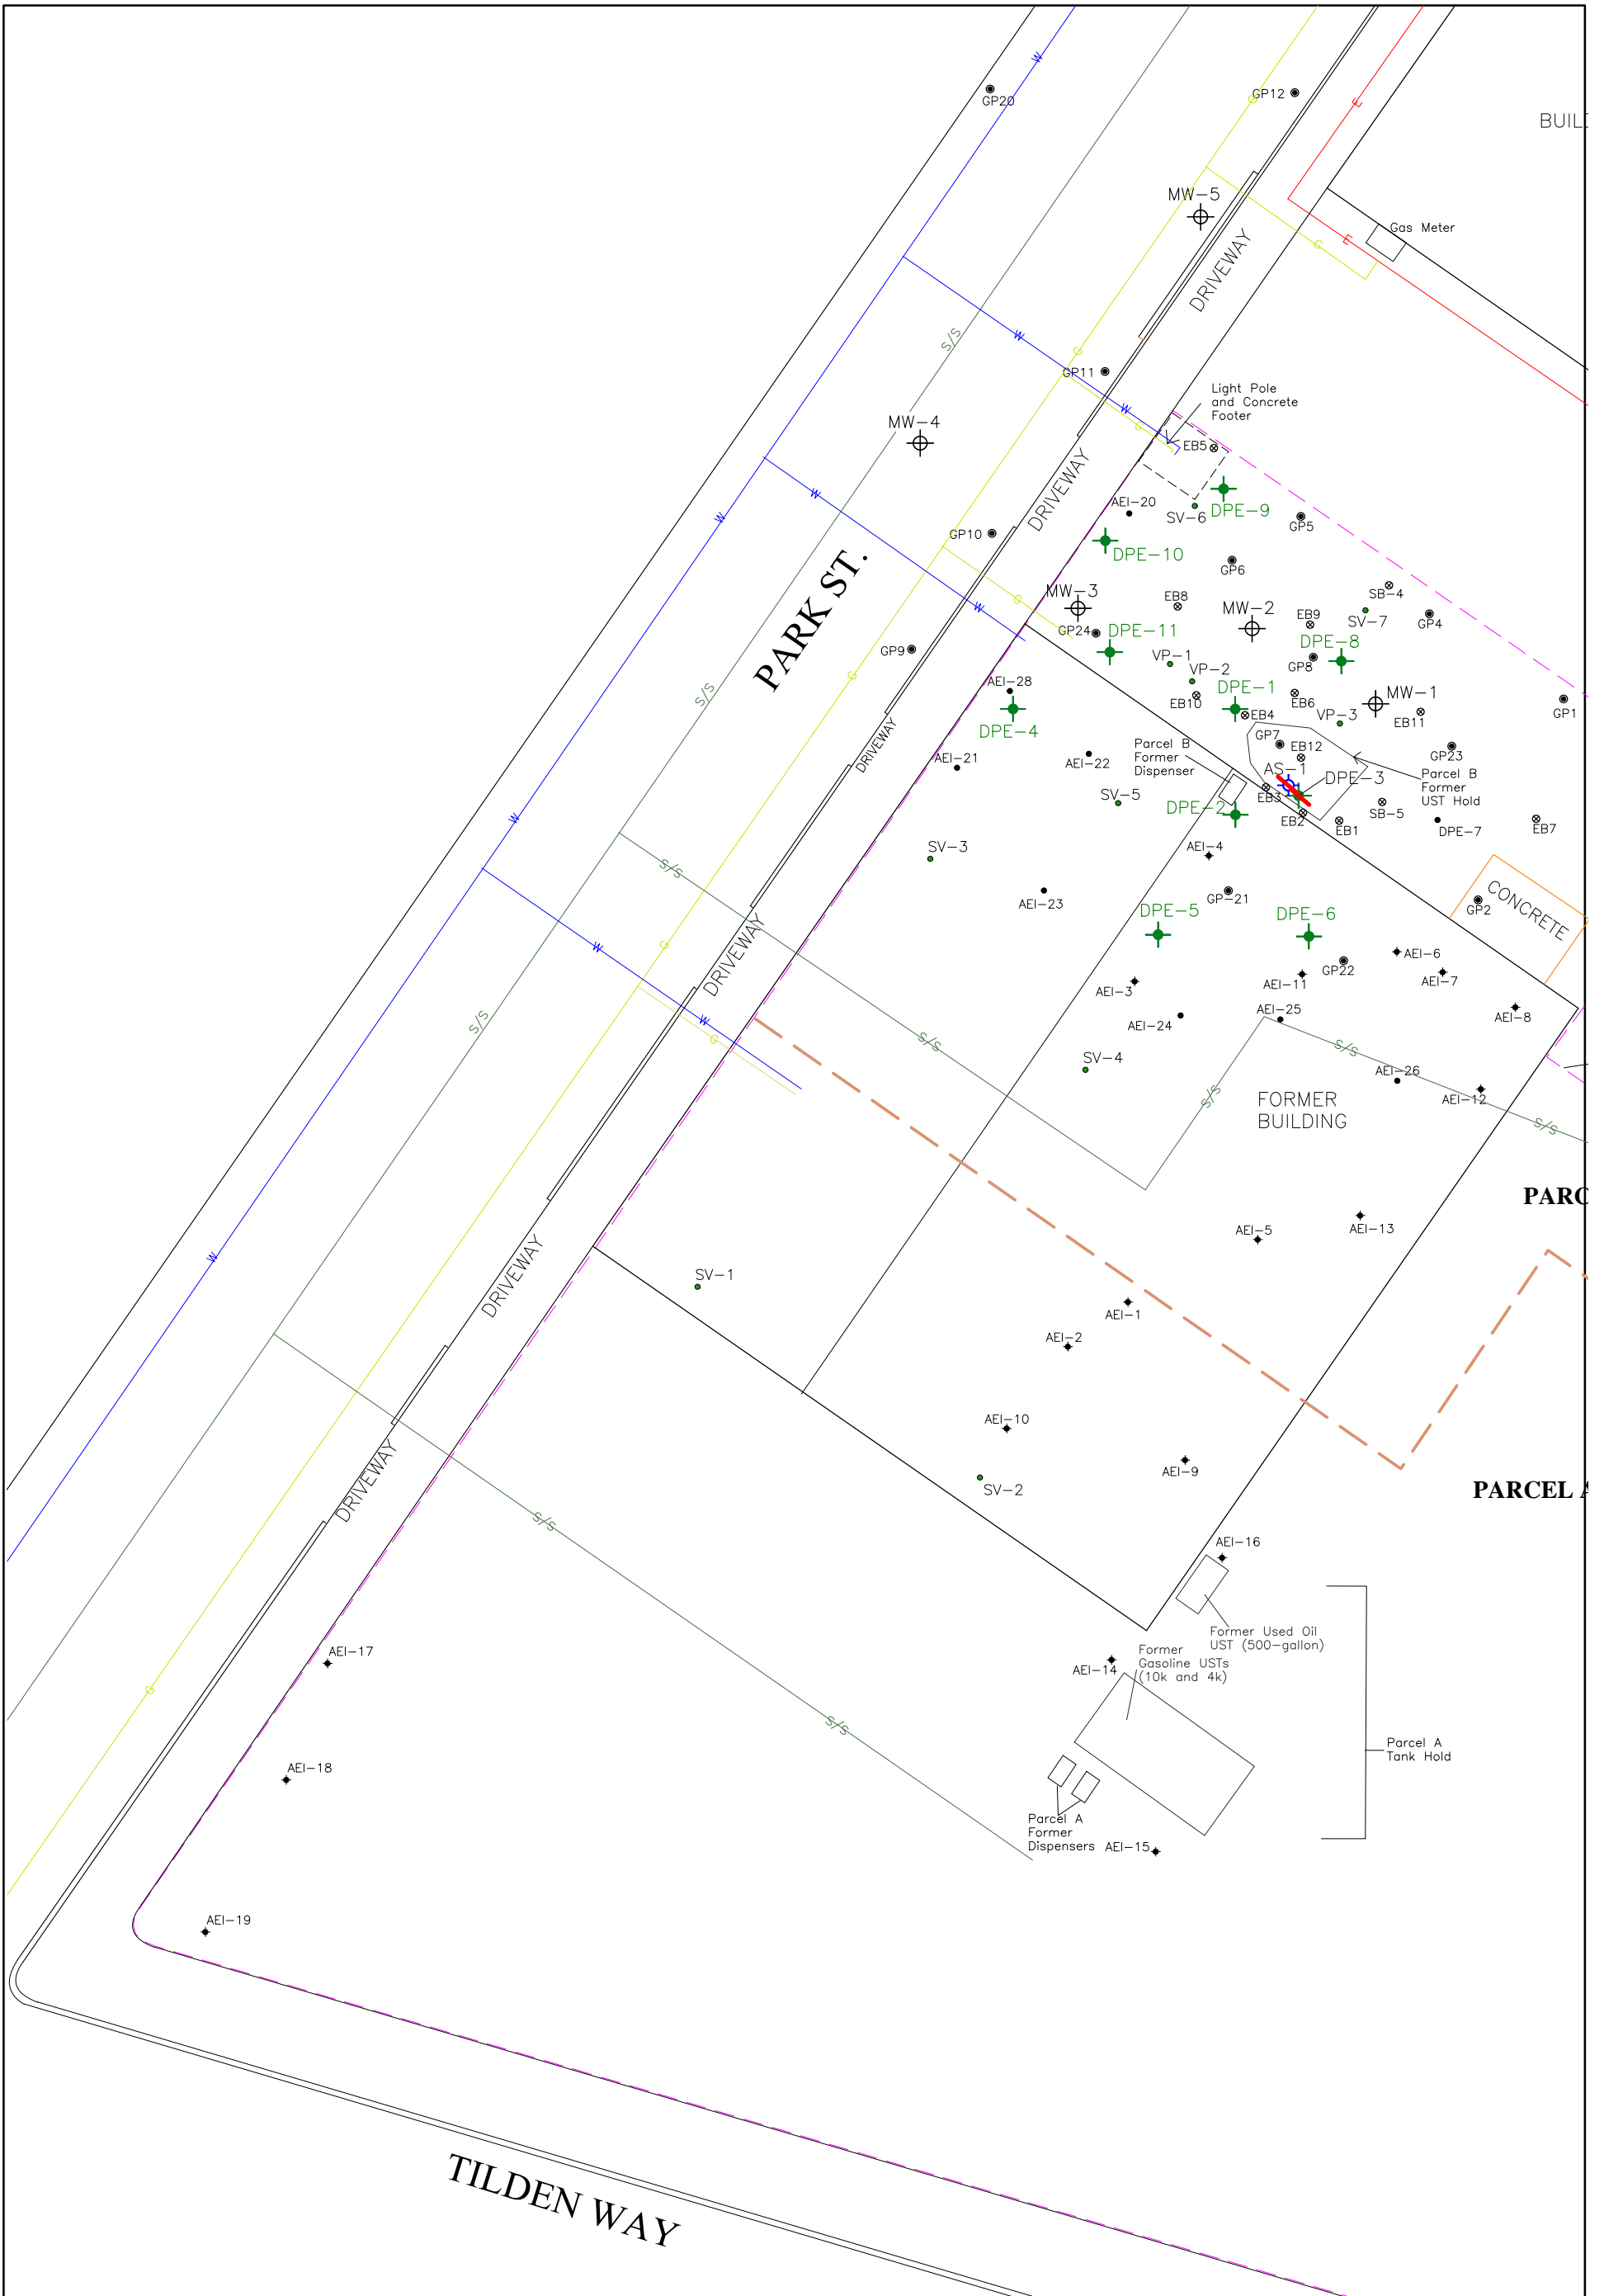 W
GP20
G
GP12
E
BUIL
MW-5
G
E
Gas Meter
DRIVEWAY
S/S
W
G
GP11
W
G
Light Pole
and Concrete
Footer
MW-4
EB5
W
W
DRIVEWAY
AEI-20
SV-6
DPE-9
GP5
GP10
DPE-10
GP6
PARK ST.
G
W
MW-3
EB8
MW-2
EB9
SB-4
SV-7
GP4
GP24
DPE-11
DPE-8
GP8
GP9
VP-1
VP-2
G
S/S
AEI-28
DPE-4
EB10
DPE-1
EB4
EB6
VP-3
MW-1
EB11
GP1
DRIVEWAY
AEI-21
AEI-22
Parcel B
Former
Dispenser
GP7
EB12
GP23
AS-1
DPE-3
Parcel B
Former
UST Hold
W
SV-5
DPE-2
EB3
EB2
EB1
SB-5
DPE-7
EB7
SV-3
S/S
AEI-4
AEI-23
GP-21
GP2
CONCRETE
DPE-5
DPE-6
DRIVEWAY
W
G
AEI-6
GP22
AEI-7
AEI-3
AEI-11
AEI-8
S/S
W
G
AEI-24
AEI-25
S/S
S/S
SV-4
AEI-26
AEI-12
S/S
FORMER
BUILDING
S/S
PARC
AEI-5
AEI-13
W
DRIVEWAY
SV-1
AEI-1
AEI-2
AEI-10
AEI-9
DRIVEWAY
SV-2
PARCEL A
S/S
AEI-16
Former Used Oil
UST (500-gallon)
AEI-17
G
AEI-14
Former
Gasoline USTs
(10k and 4k)
S/S
Parcel A
Tank Hold
AEI-18
Parcel A
Former
Dispensers
AEI-15
AEI-19
TILDEN WAY